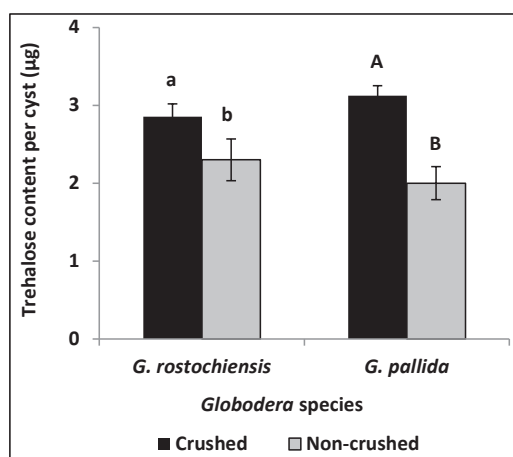 Trehalose content per cyst (µg)
4
3
2
1
0
a
b
A
B
G. rostochiensis
G. pallida
Globodera species
Crushed
Non-crushed